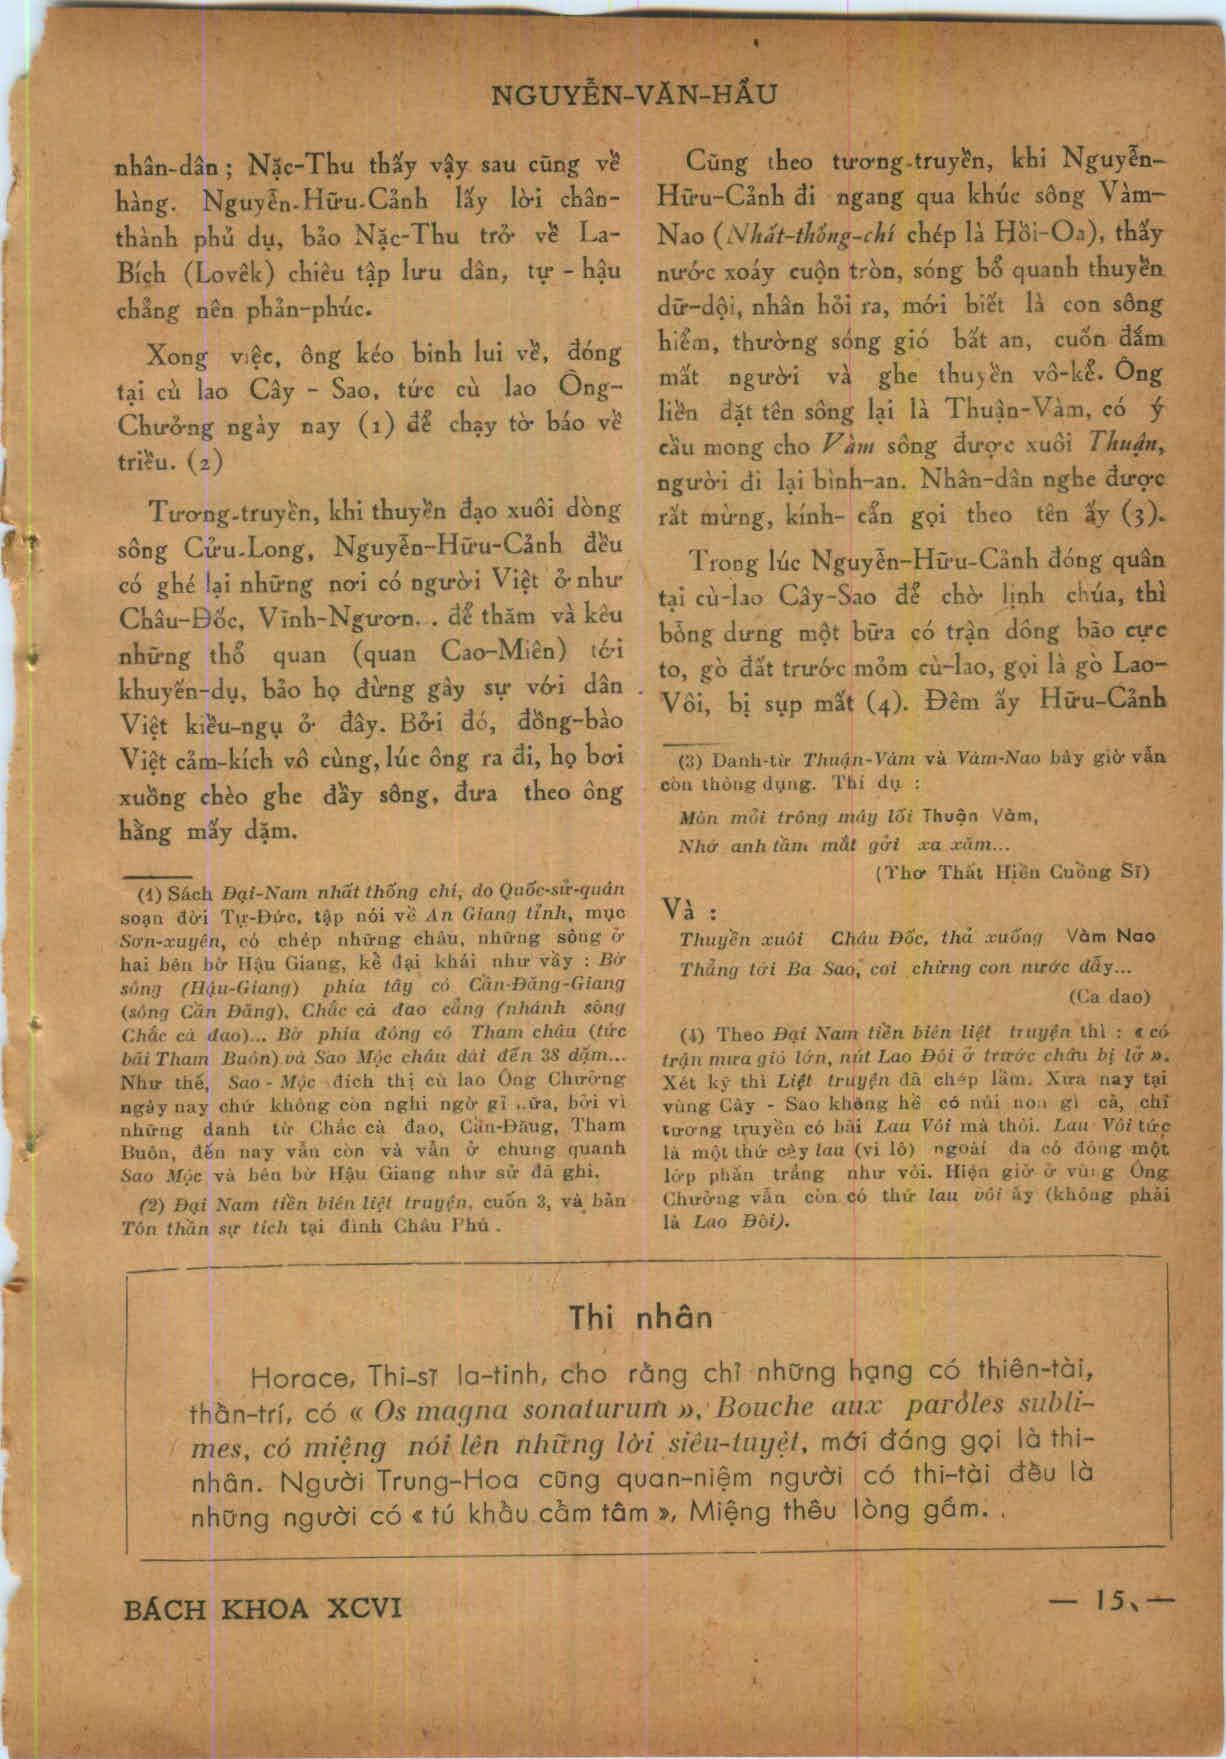 NGUYỄN-VĂN-HẦU
nhân-dân ; Nặc-Thu thấy vậy sau cũng về
hàng. Nguyễn-Hữu-Cảnh lấy lời chân-
thành phủ dụ, bảo Nặc-Thu trở về La-
Bích (Lovêk) chiêu tập lưu dân, tự - hậu
chẳng nên phản-phúc.
Xong việc, ông kéo binh lui về, đóng
tại cù lao Cây - Sao, tức cù lao Ông-
Chưởng ngày nay (1) để chạy tờ báo về
triều. (2)
Tương-truyền, khi thuyền đạo xuôi dòng
sông Cửu-Long, Nguyễn-Hữu-Cảnh đều
có ghé lại những nơi có người Việt ở như
Châu-Đốc, Vĩnh-Ngươn. . để thăm và kêu
những thổ quan (quan Cao-Miên) tới
khuyến-dụ, bảo họ đừng gây sự với dân
Việt kiều-ngụ ở đây. Bởi đó, đồng-bào
Việt cảm-kích vô cùng, lúc ông ra đi, họ bơi
xuồng chèo ghe đầy sông, đưa theo ông
hằng mấy dặm.
(1) Sách Đại-Nam nhất thống chí, do Quốc-sử-quán
soạn đời Tự-Đức, tập nói về An Giang tỉnh, mục
Sơn-xuyên, có chép những châu, những sông ở
hai bên bờ Hậu Giang, kể đại khái như vầy : Bờ
sông (Hậu-Giang) phía tây có Cần-Đăng-Giang
(sông Cần Đăng), Chắc cà đao cảng (nhánh sông
Chắc cà đao)... Bờ phía đông có Tham châu (tức
bãi Tham Buôn) và Sao Mộc châu dài đến 38 dặm...
Như thế, Sao - Mộc đích thị cù lao Ông Chưởng
ngày nay chứ không còn nghi ngờ gì nữa, bởi vì
những danh từ Chắc cà đao, Cần-Đăng, Tham
Buôn, đến nay vẫn còn và vẫn ở chung quanh
Sao Mộc và bên bờ Hậu Giang như sử đã ghi.
(2) Đại Nam tiền biên liệt truyện, cuốn 3, và bản
Tôn thần sự tích tại đình Châu Phú .
Cũng theo tương-truyền, khi Nguyễn-
Hữu-Cảnh đi ngang qua khúc sông Vàm-
Nao (Nhất-thống-chí chép là Hồi-Oa), thấy
nước xoáy cuộn tròn, sóng bổ quanh thuyền
dữ-dội, nhân hỏi ra, mới biết là con sông
hiểm, thường sóng gió bất an, cuốn đắm
mất người và ghe thuyền vô-kể. Ông
liền đặt tên sông lại là Thuận-Vàm, có ý
cầu mong cho Vàm sông được xuôi Thuận,
người đi lại bình-an. Nhân-dân nghe được
rất mừng, kính- cẩn gọi theo tên ấy (3).
Trong lúc Nguyễn-Hữu-Cảnh đóng quân
tại cù-lao Cây-Sao để chờ lịnh chúa, thì
bỗng dưng một bữa có trận dông bão cực
to, gò đất trước mỏm cù-lao, gọi là gò Lao-
Vôi, bị sụp mất (4). Đêm ấy Hữu-Cảnh
(3) Danh-từ Thuận-Vàm và Vàm-Nao bây giờ vẫn
còn thông dụng. Thí dụ :
Mòn mỏi trông mây lối Thuận Vàm,
Nhớ anh tầm mắt gởi xa xăm...
(Thơ Thất Hiền Cuồng Sĩ)
Và :
Thuyền xuôi Châu Đốc, thả xuống Vàm Nao
Thẳng tới Ba Sao, coi chừng con nước dẫy...
(Ca dao)
(4) Theo Đại Nam tiền biên liệt truyện thì : « có
trận mưa gió lớn, nút Lao Đôi ở trước châu bị lở ».
Xét kỹ thì Liệt truyện đã chép lầm. Xưa nay tại
vùng Cây - Sao không hề có núi non gì cả, chỉ
tương truyền có bãi Lau Vôi mà thôi. Lau Vôi tức
là một thứ cây lau (vi lô) ngoài da có đóng một
lớp phấn trắng như vôi. Hiện giờ ở vùng Ông
Chưởng vẫn còn có thứ lau vôi ấy (không phải
là Lao Đôi).
Thi nhân
Horace, Thi-sĩ la-tinh, cho rằng chỉ những hạng có thiên-tài,
thần-trí, có « Os magna sonaturum », Bouche aux paroles subli-
mes, có miệng nói lên những lời siêu-tuyệt, mới đáng gọi là thi-
nhân. Người Trung-Hoa cũng quan-niệm người có thi-tài đều là
những người có « tú khẩu cẩm tâm », Miệng thêu lòng gấm. .
BÁCH KHOA XCVI
— 15 —